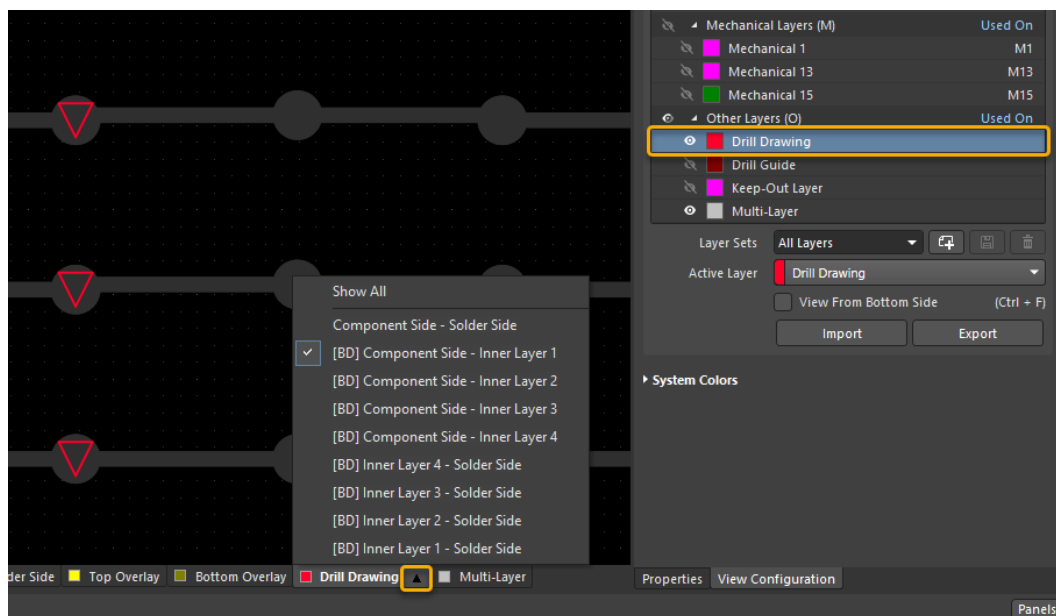 Mechanical Layers (M) Used On
Mechanical 1 M1
Mechanical 13 M13
Mechanical 15 M15
Other Layers (O) Used On
Drill Drawing
Drill Guide
Keep-Out Layer
Multi-Layer
Layer Sets All Layers
Active Layer Drill Drawing
View From Bottom Side (Ctrl + F)
Import Export
System Colors
Show All
Component Side - Solder Side
[BD] Component Side - Inner Layer 1
[BD] Component Side - Inner Layer 2
[BD] Component Side - Inner Layer 3
[BD] Component Side - Inner Layer 4
[BD] Inner Layer 4 - Solder Side
[BD] Inner Layer 3 - Solder Side
[BD] Inner Layer 2 - Solder Side
[BD] Inner Layer 1 - Solder Side
der Side Top Overlay Bottom Overlay Drill Drawing Multi-Layer
Properties View Configuration
Panels